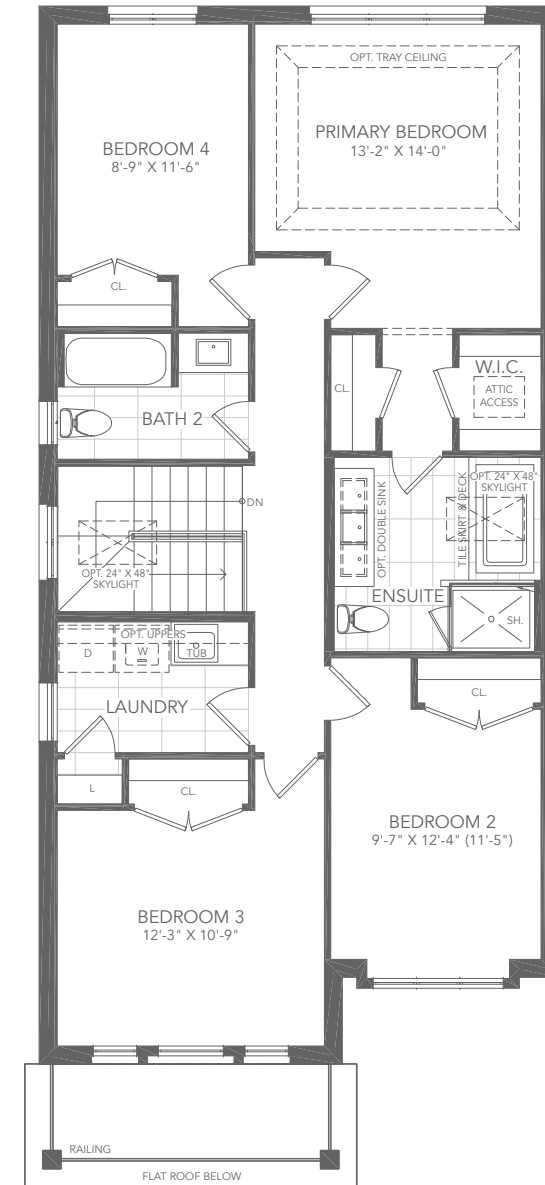 OPT. TRAY CEILING
BEDROOM 4
8'-9" X 11'-6"
PRIMARY BEDROOM
13'-2" X 14'-0"
CL.
CL.
W.I.C.
ATTIC
ACCESS
BATH 2
DN
OPT. 24" X 48"
SKYLIGHT
OPT. DOUBLE SINK
TILE SKIRT & DECK
OPT. 24" X 48"
SKYLIGHT
ENSUITE
SH.
OPT. UPPERS
D
W
TUB
LAUNDRY
L
CL.
CL.
BEDROOM 2
9'-7" X 12'-4" (11'-5")
BEDROOM 3
12'-3" X 10'-9"
RAILING
FLAT ROOF BELOW